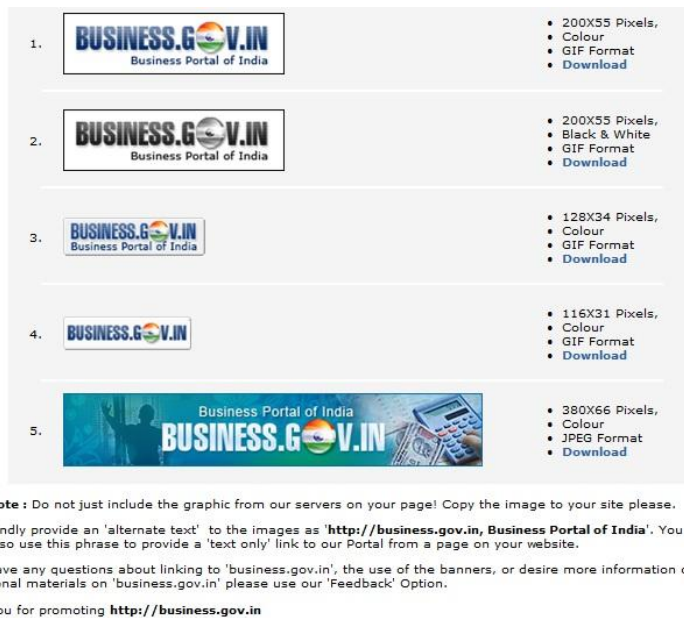 1.
BUSINESS.GOV.IN
Business Portal of India
200X55 Pixels,
Colour
GIF Format
Download
2.
BUSINESS.GOV.IN
Business Portal of India
200X55 Pixels,
Black & White
GIF Format
Download
3.
BUSINESS.GOV.IN
Business Portal of India
128X34 Pixels,
Colour
GIF Format
Download
4.
BUSINESS.GOV.IN
116X31 Pixels,
Colour
GIF Format
Download
5.
Business Portal of India
BUSINESS.GOV.IN
380X66 Pixels,
Colour
JPEG Format
Download
ote : Do not just include the graphic from our servers on your page! Copy the image to your site please.
ndly provide an 'alternate text' to the images as 'http://business.gov.in, Business Portal of India'. You
so use this phrase to provide a 'text only' link to our Portal from a page on your website.
ave any questions about linking to 'business.gov.in', the use of the banners, or desire more information
onal materials on 'business.gov.in' please use our 'Feedback' Option.
ou for promoting http://business.gov.in